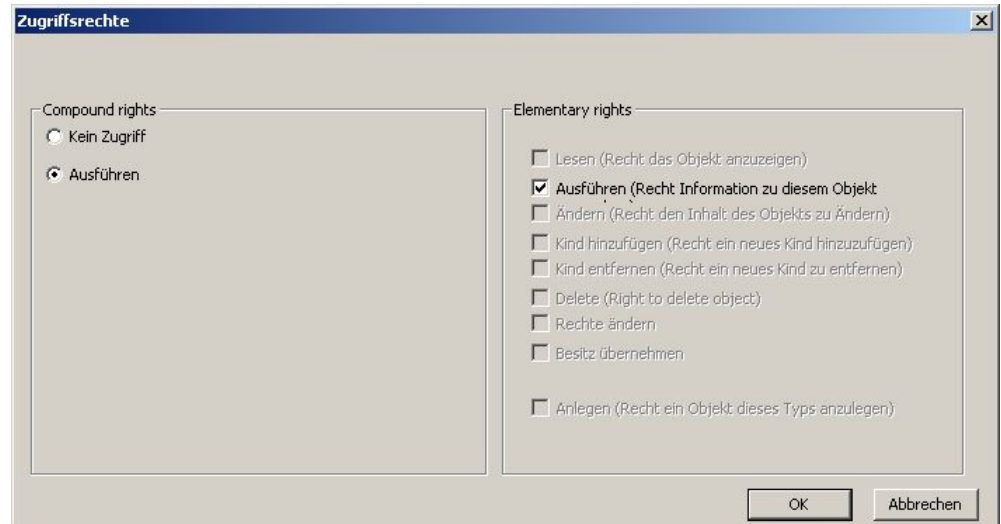 Zugriffsrechte
Compound rights
Kein Zugriff
Ausführen
Elementary rights
Lesen (Recht das Objekt anzuzeigen)
Ausführen (Recht Information zu diesem Objekt
Ändern (Recht den Inhalt des Objekts zu Ändern)
Kind hinzufügen (Recht ein neues Kind hinzuzufügen)
Kind entfernen (Recht ein neues Kind zu entfernen)
Delete (Right to delete object)
Rechte ändern
Besitz übernehmen
Anlegen (Recht ein Objekt dieses Typs anzulegen)
OK
Abbrechen